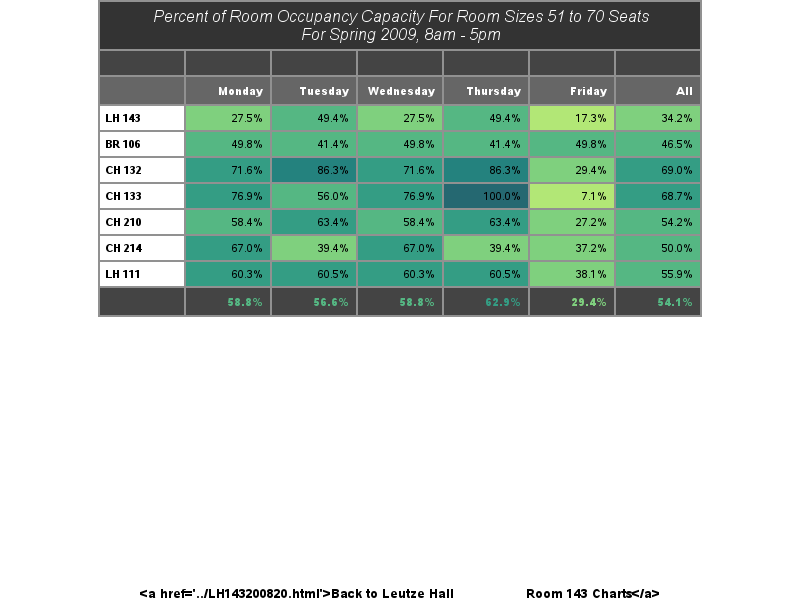 Percent of Room Occupancy Capacity For Room Sizes 51 to 70 Seats
For Spring 2009, 8am - 5pm
Monday Tuesday Wednesday Thursday Friday All
LH 143 27.5% 49.4% 27.5% 49.4% 17.3% 34.2%
BR 106 49.8% 41.4% 49.8% 41.4% 49.8% 46.5%
CH 132 71.6% 86.3% 71.6% 86.3% 29.4% 69.0%
CH 133 76.9% 56.0% 76.9% 100.0% 7.1% 68.7%
CH 210 58.4% 63.4% 58.4% 63.4% 27.2% 54.2%
CH 214 67.0% 39.4% 67.0% 39.4% 37.2% 50.0%
LH 111 60.3% 60.5% 60.3% 60.5% 38.1% 55.9%
58.8% 56.6% 58.8% 62.9% 29.4% 54.1%
<a href='../LH143200820.html'>Back to Leutze Hall Room 143 Charts</a>